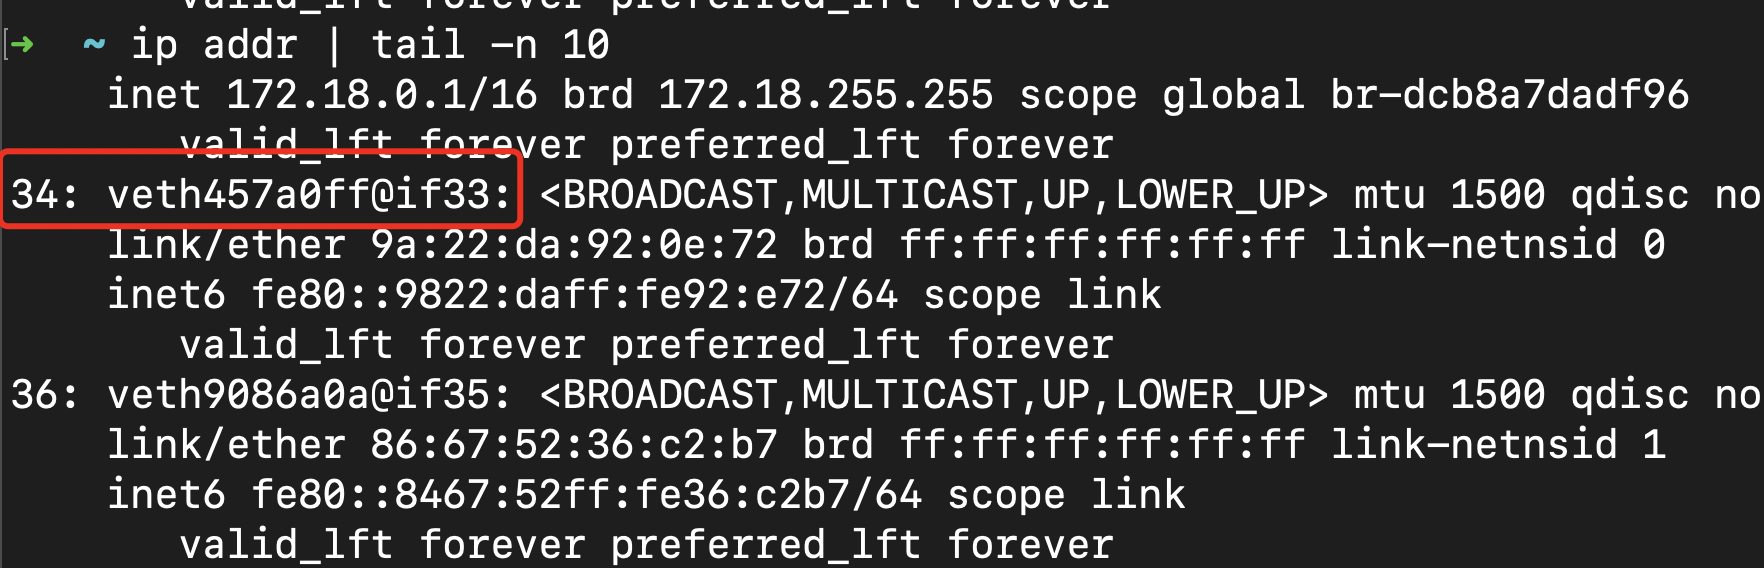 valid_lft forever preferred_lft forever
➜ ~ ip addr | tail -n 10
inet 172.18.0.1/16 brd 172.18.255.255 scope global br-dcb8a7dadf96
valid_lft forever preferred_lft forever
34: veth457a0ff@if33: <BROADCAST,MULTICAST,UP,LOWER_UP> mtu 1500 qdisc no
link/ether 9a:22:da:92:0e:72 brd ff:ff:ff:ff:ff:ff link-netnsid 0
inet6 fe80::9822:daff:fe92:e72/64 scope link
valid_lft forever preferred_lft forever
36: veth9086a0a@if35: <BROADCAST,MULTICAST,UP,LOWER_UP> mtu 1500 qdisc no
link/ether 86:67:52:36:c2:b7 brd ff:ff:ff:ff:ff:ff link-netnsid 1
inet6 fe80::8467:52ff:fe36:c2b7/64 scope link
valid_lft forever preferred_lft forever